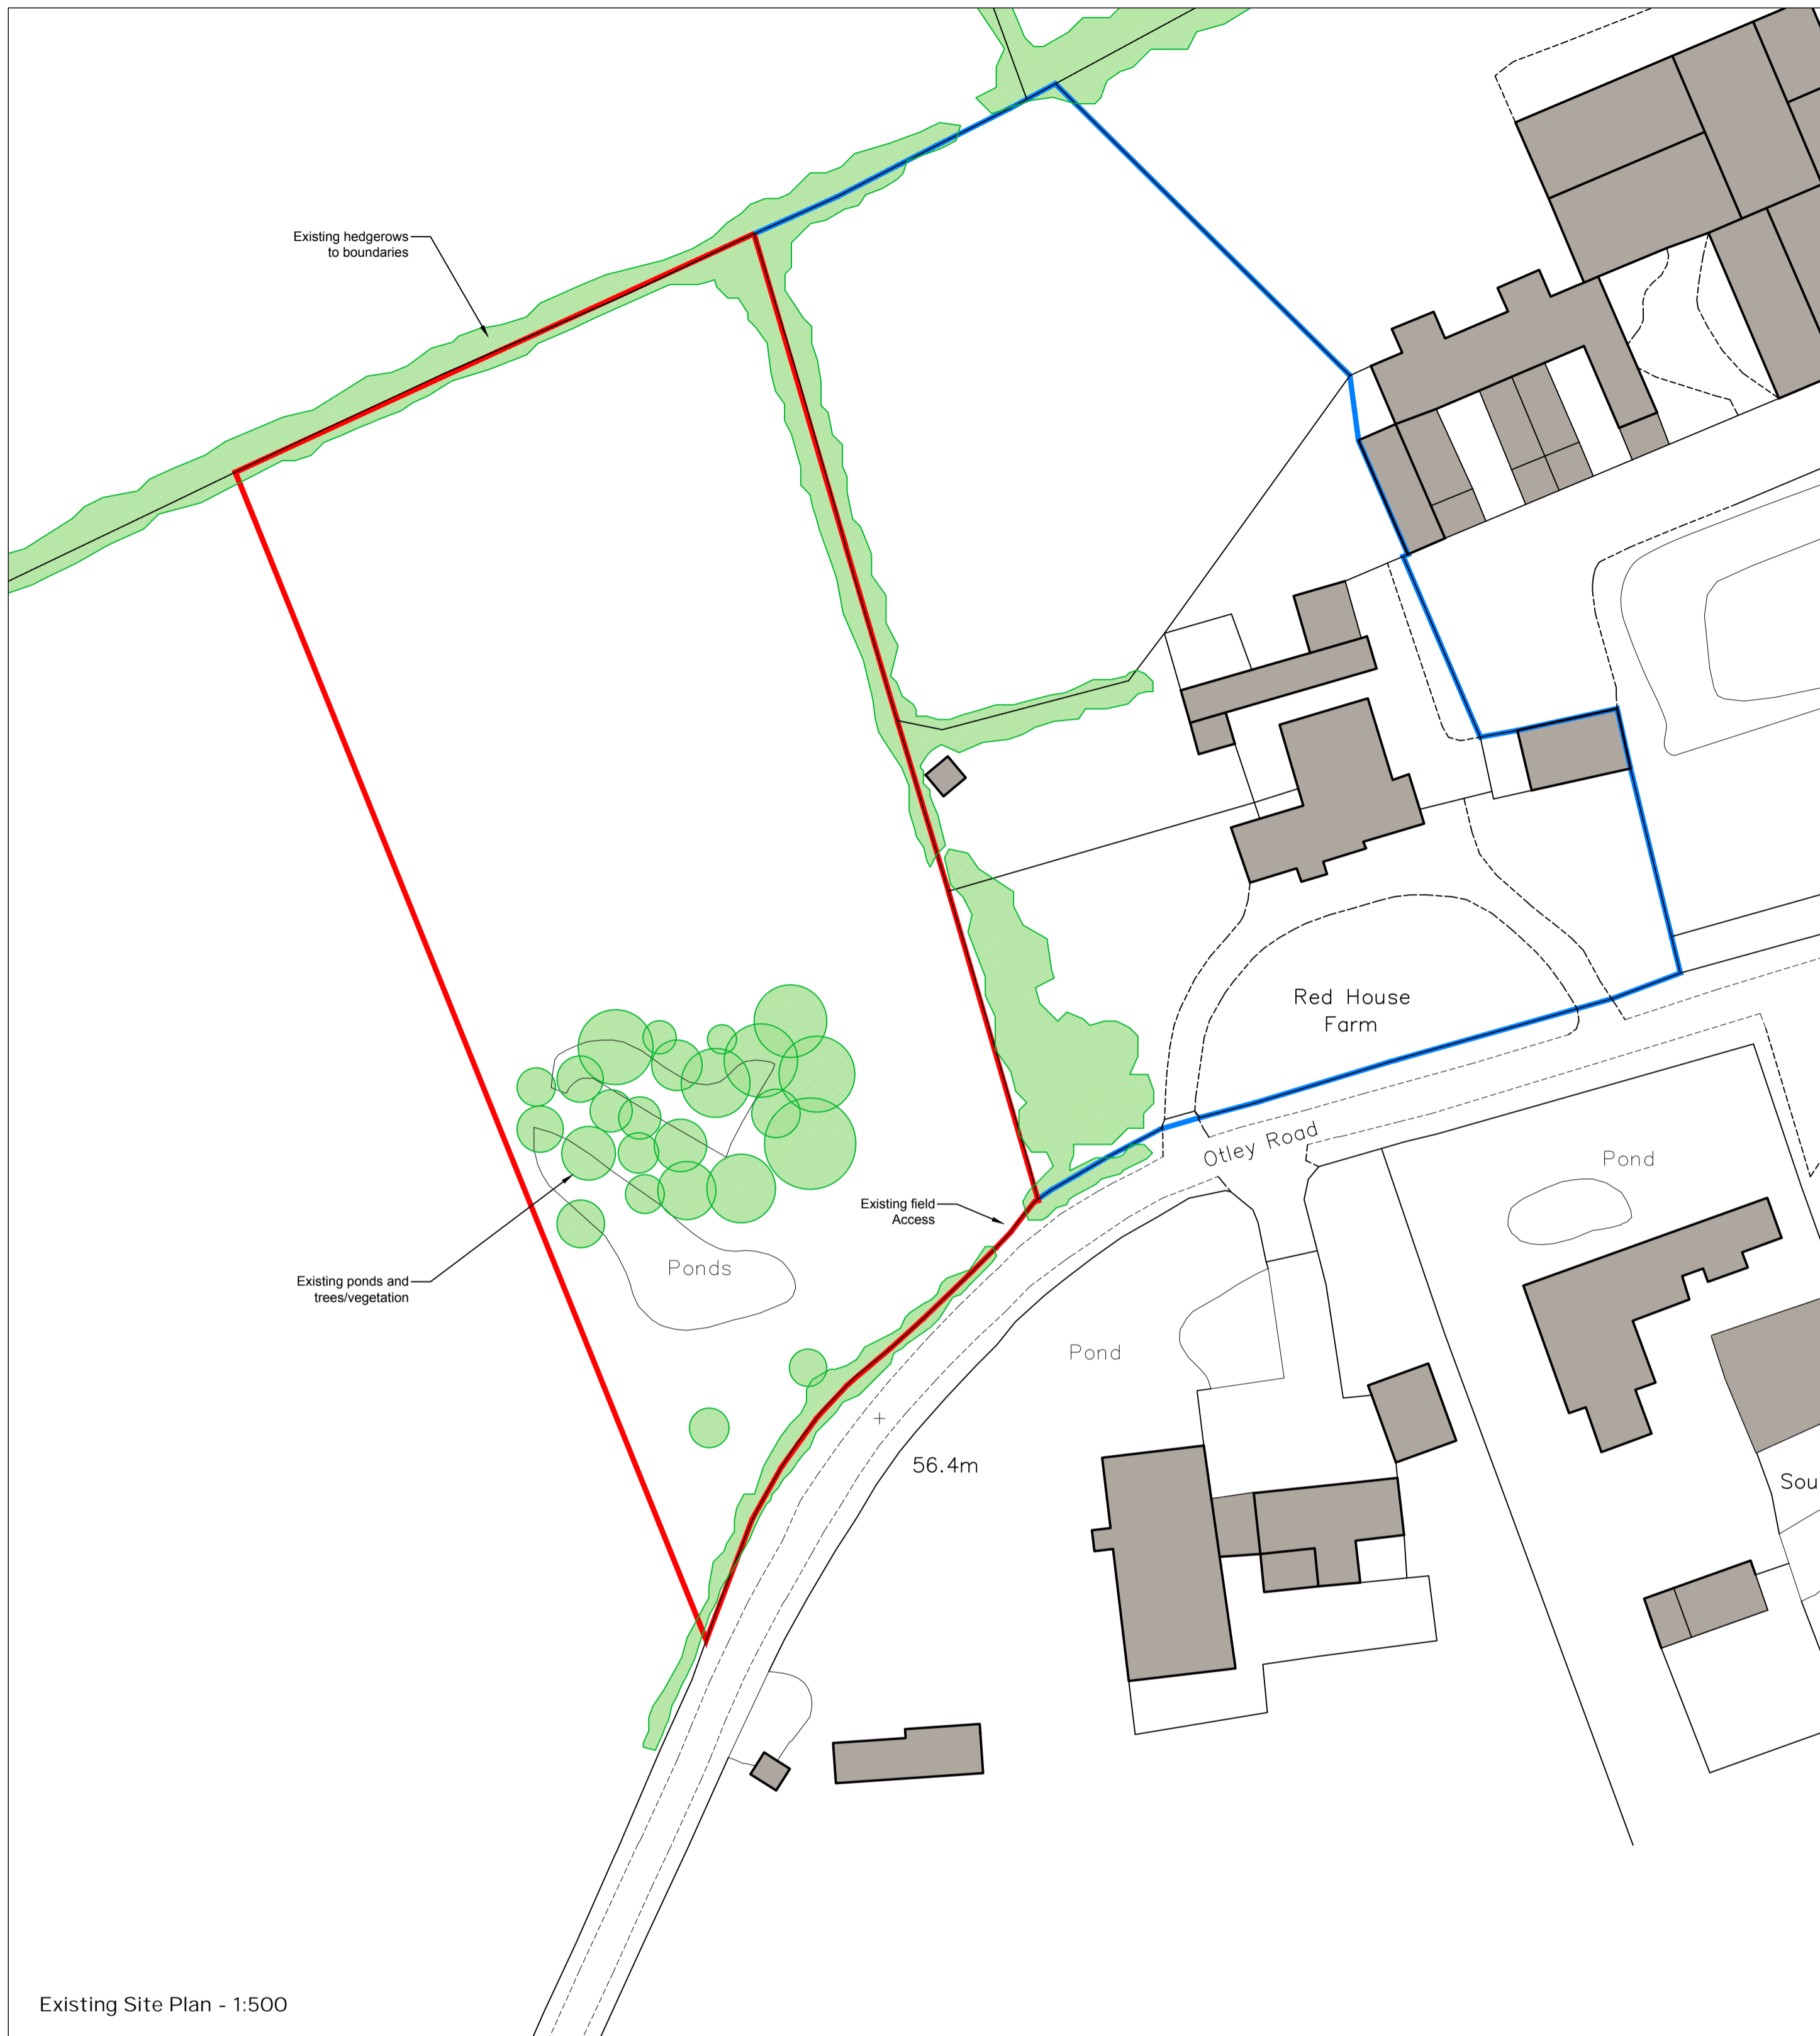 Existing hedgerows
to boundaries
Red House
Farm
Otley Road
Pond
Existing field
Access
Ponds
Existing ponds and
trees/vegetation
Pond
56.4m
Sou
Existing Site Plan - 1:500